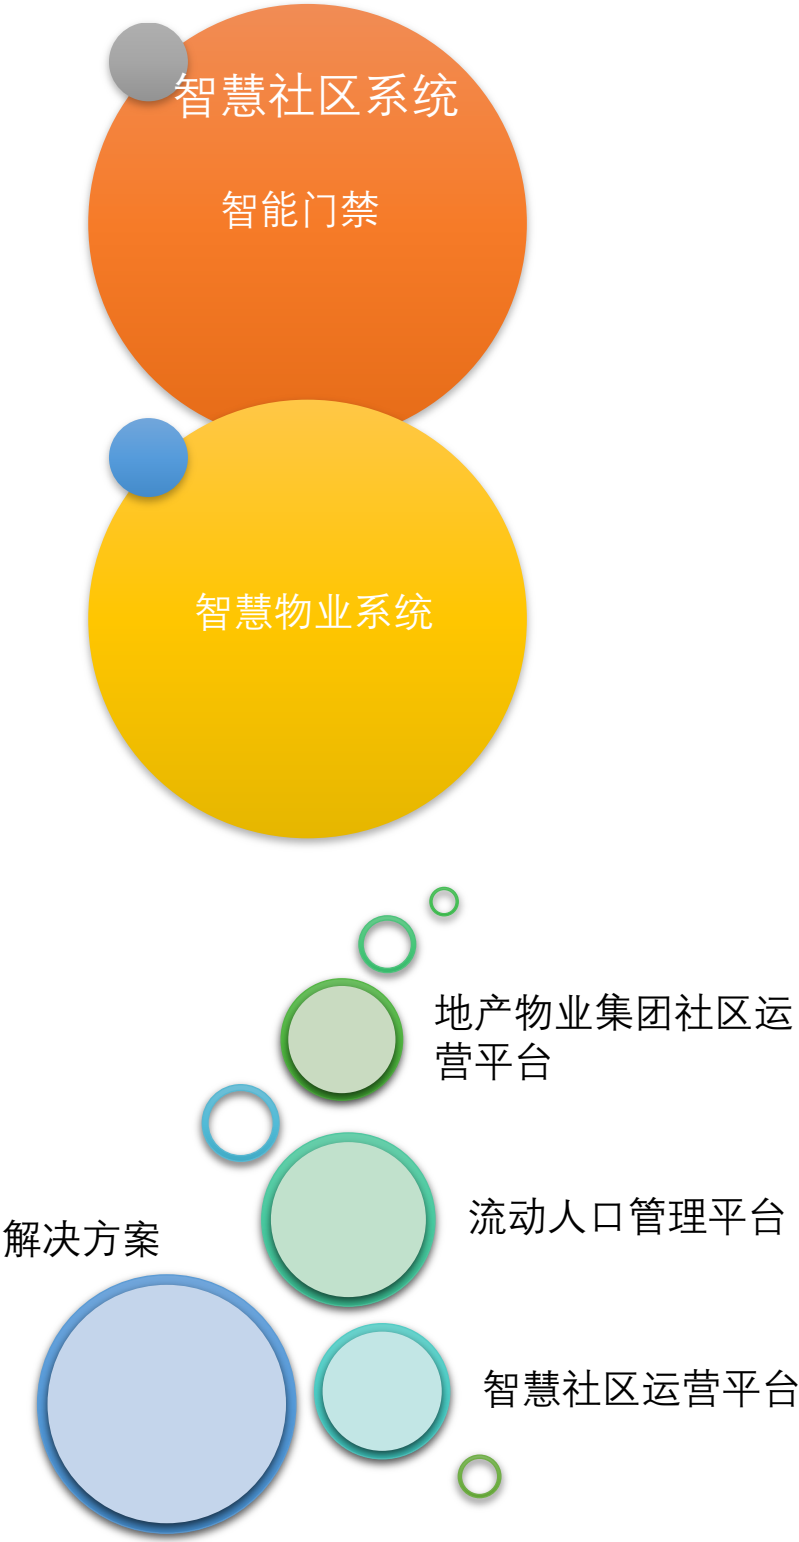 智慧社区系统
智能门禁
智慧物业系统
地产物业集团社区运
营平台
流动人口管理平台
解决方案
智慧社区运营平台